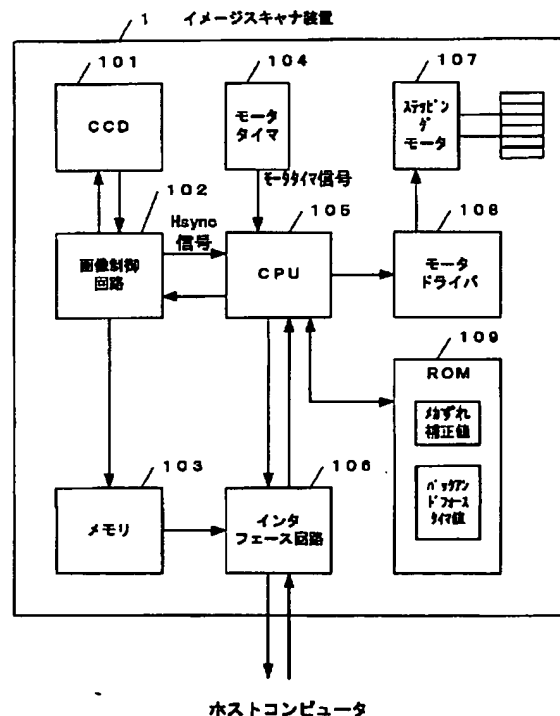 1 イメージスキャナ装置
101
CCD
104
モータ
タイマ
107
ステッピン
グ
モータ
モータタイマ信号
102
画像制御
回路
Hsync
信号
105
CPU
108
モータ
ドライバ
109
ROM
メカずれ
補正値
バックアン
ドフォース
タイマ値
103
メモリ
106
インタ
フェース回路
ホストコンピュータ